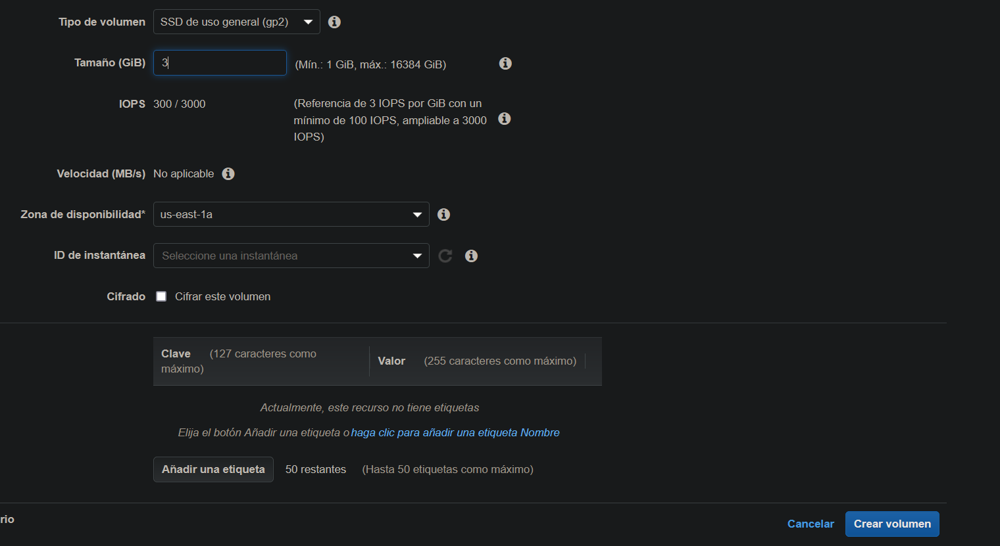 Tipo de volumen SSD de uso general (gp2)
Tamaño (GiB) 3 (Mín.: 1 GiB, máx.: 16384 GiB)
IOPS 300 / 3000 (Referencia de 3 IOPS por GiB con un
mínimo de 100 IOPS, ampliable a 3000
IOPS)
Velocidad (MB/s) No aplicable
Zona de disponibilidad* us-east-1a
ID de instantánea Seleccione una instantánea
Cifrado Cifrar este volumen
Clave (127 caracteres como
máximo)
Valor (255 caracteres como máximo)
Actualmente, este recurso no tiene etiquetas
Elija el botón Añadir una etiqueta o haga clic para añadir una etiqueta Nombre
Añadir una etiqueta 50 restantes (Hasta 50 etiquetas como máximo)
rio
Cancelar Crear volumen